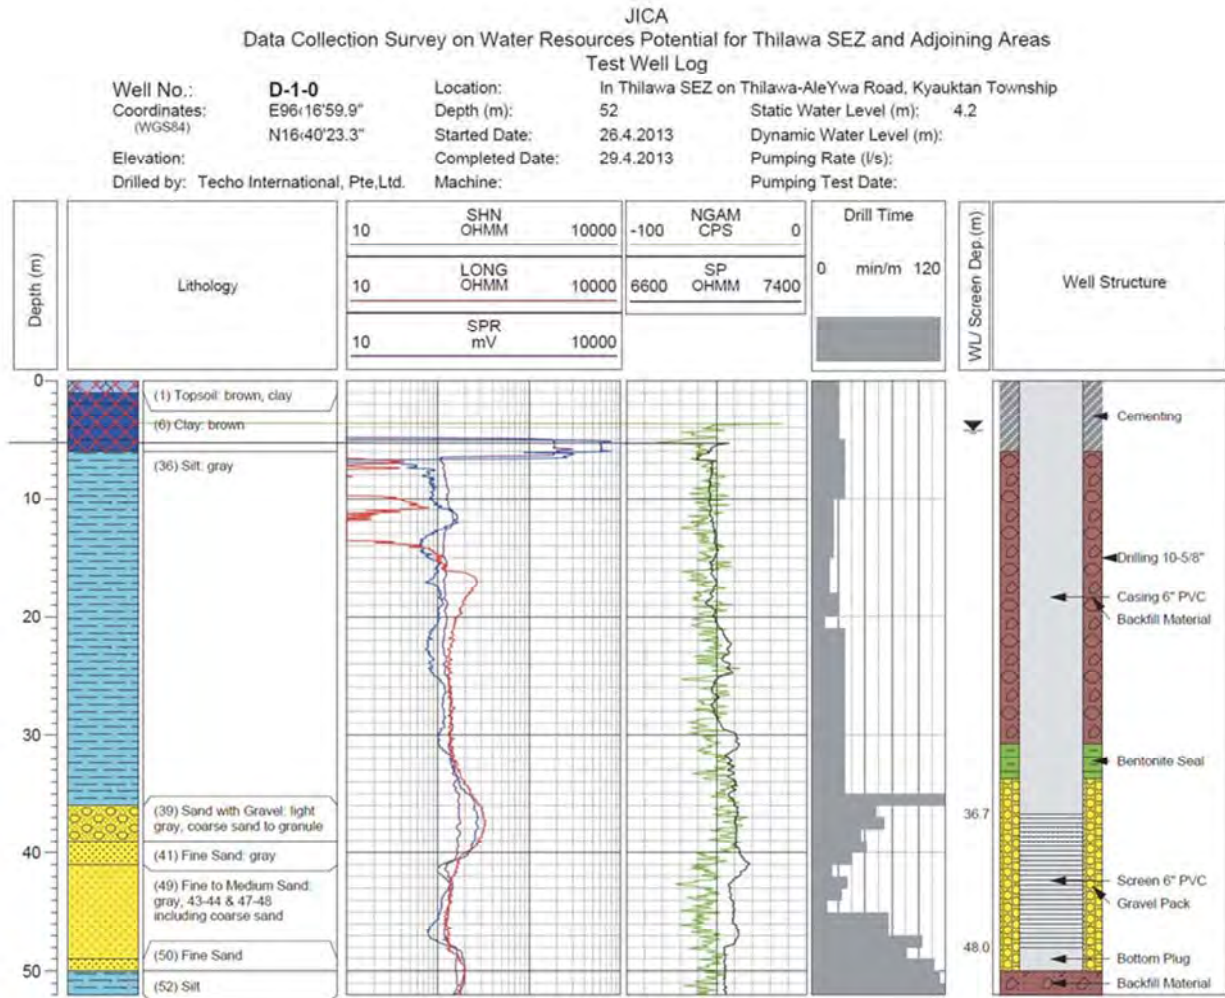 JICA
Data Collection Survey on Water Resources Potential for Thilawa SEZ and Adjoining Areas
Test Well Log
Well No.: D-1-0 Location: In Thilawa SEZ on Thilawa-AleYwa Road, Kyauktan Township
Coordinates: E96‹16'59.9" Depth (m): 52 Static Water Level (m): 4.2
(WGS84) N16‹40'23.3" Started Date: 26.4.2013 Dynamic Water Level (m):
Elevation: Completed Date: 29.4.2013 Pumping Rate (l/s):
Drilled by: Techo International, Pte,Ltd. Machine: Pumping Test Date:
Depth (m)
Lithology
SHN
10 OHMM 10000
LONG
10 OHMM 10000
SPR
10 mV 10000
NGAM
-100 CPS 0
SP
6600 OHMM 7400
Drill Time
0 min/m 120
WL/ Screen Dep.(m)
Well Structure
0
10
20
30
40
50
(1) Topsoil: brown, clay
(6) Clay: brown
(36) Silt: gray
(39) Sand with Gravel: light
gray, coarse sand to granule
(41) Fine Sand: gray
(49) Fine to Medium Sand:
gray, 43-44 & 47-48
including coarse sand
(50) Fine Sand
(52) Silt
36.7
48.0
Cementing
Drilling 10-5/8"
Casing 6" PVC
Backfill Material
Bentonite Seal
Screen 6" PVC
Gravel Pack
Bottom Plug
Backfill Material